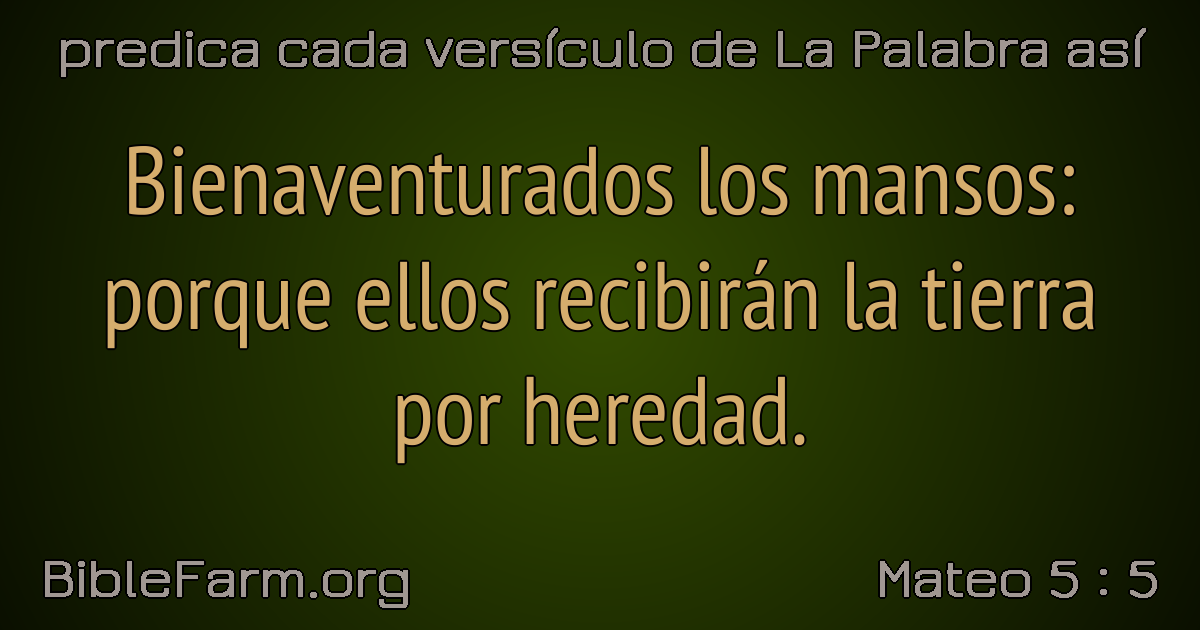 predica cada versículo de La Palabra así
Bienaventurados los mansos:
porque ellos recibirán la tierra
por heredad.
BibleFarm.org
Mateo 5 : 5